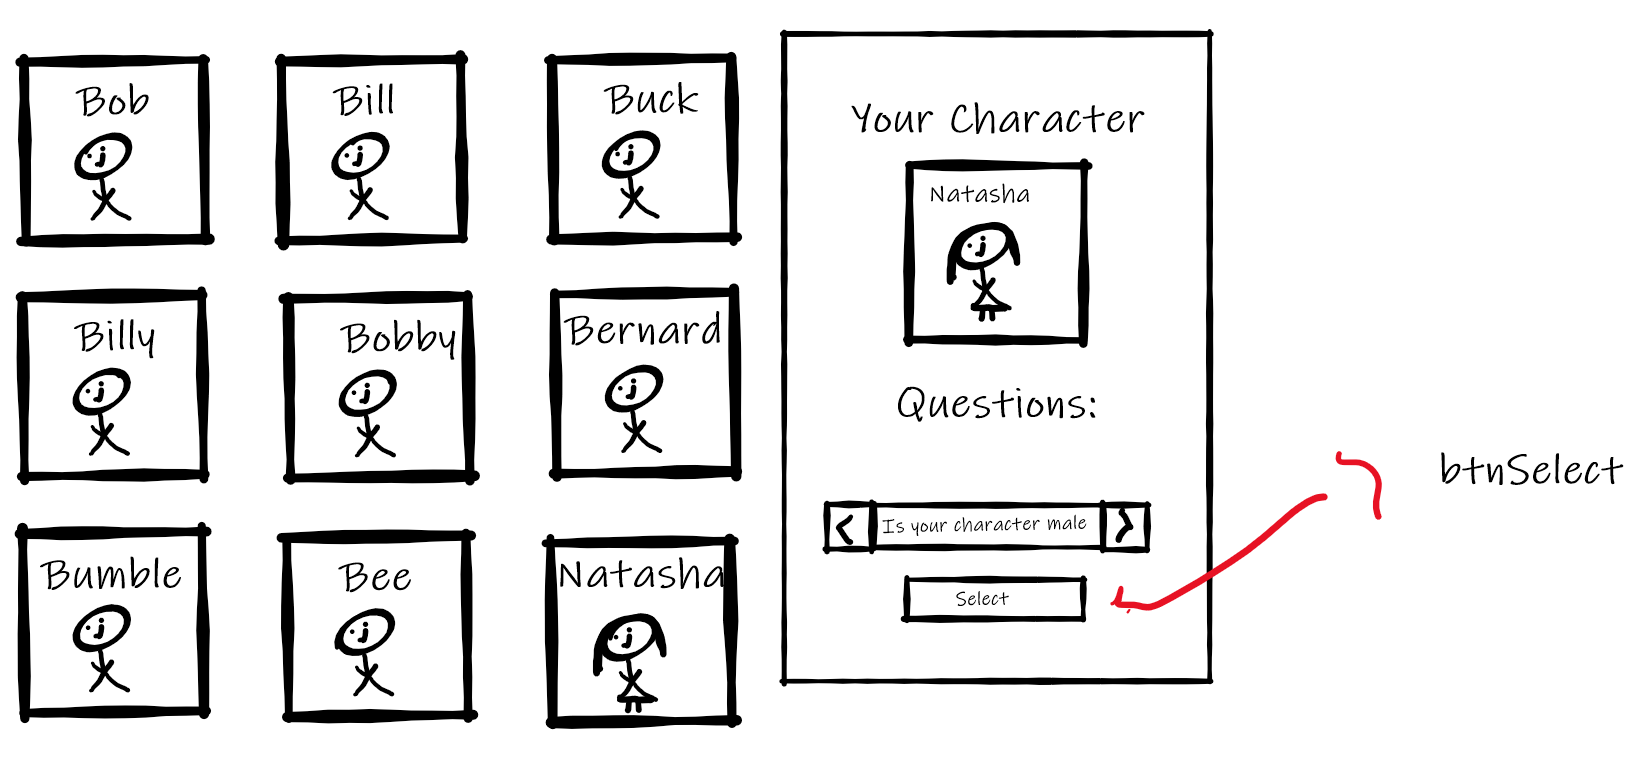 Bob
Bill
Buck
Billy
Bobby
Bernard
Bumble
Bee
Natasha
Your Character
Natasha
Questions:
< Is your character male >
Select
btnSelect